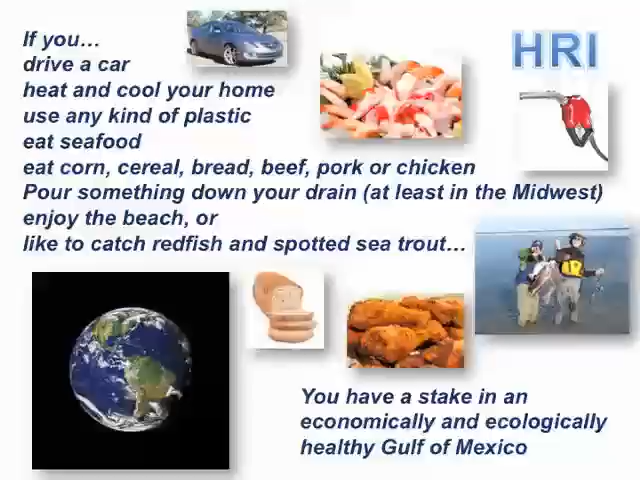 If you…
HRI
drive a car
heat and cool your home
use any kind of plastic
eat seafood
eat corn, cereal, bread, beef, pork or chicken
Pour something down your drain (at least in the Midwest)
enjoy the beach, or
like to catch redfish and spotted sea trout…
You have a stake in an
economically and ecologically
healthy Gulf of Mexico